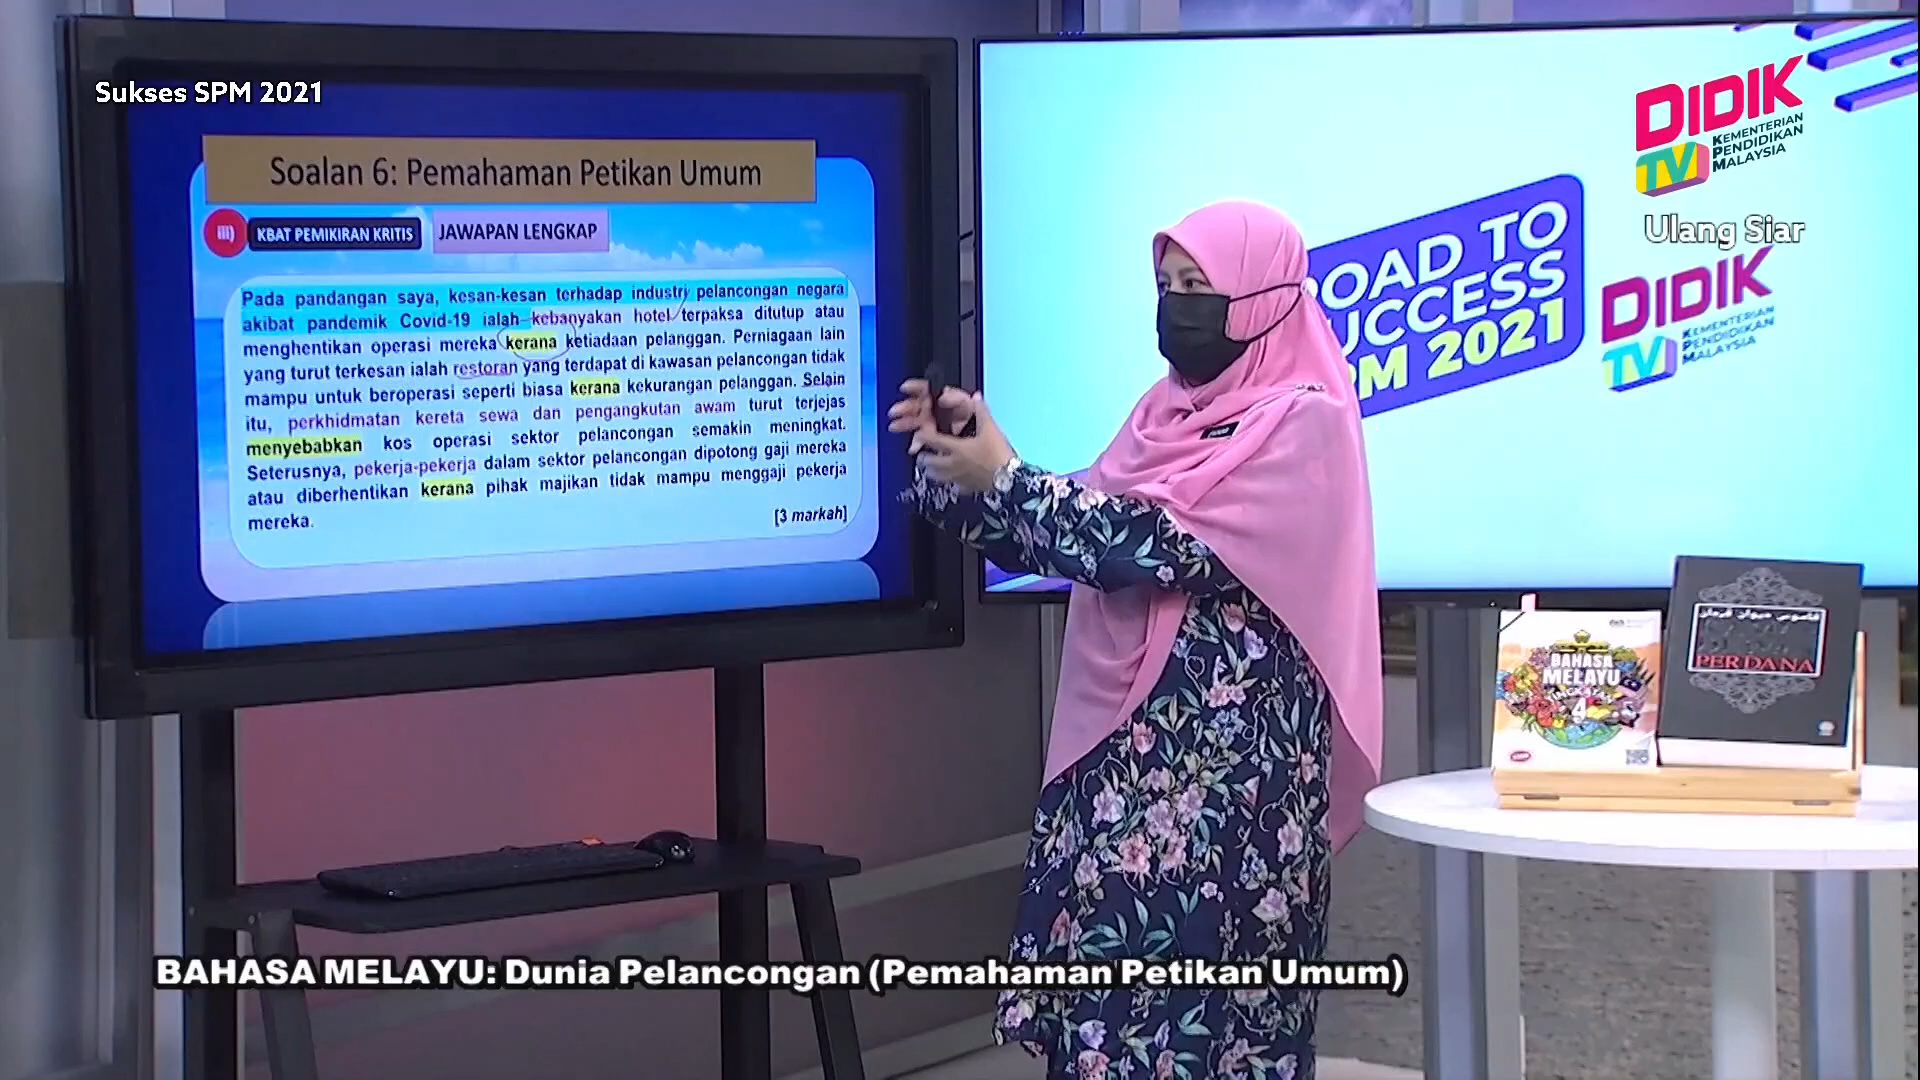 Sukses SPM 2021
Soalan 6: Pemahaman Petikan Umum
iii) KBAT PEMIKIRAN KRITIS JAWAPAN LENGKAP
Pada pandangan saya, kesan-kesan terhadap industri pelancongan negara
akibat pandemik Covid-19 ialah kebanyakan hotel terpaksa ditutup atau
menghentikan operasi mereka kerana ketiadaan pelanggan. Perniagaan lain
yang turut terkesan ialah restoran yang terdapat di kawasan pelancongan tidak
mampu untuk beroperasi seperti biasa kerana kekurangan pelanggan. Selain
itu, perkhidmatan kereta sewa dan pengangkutan awam turut terjejas
menyebabkan kos operasi sektor pelancongan semakin meningkat.
Seterusnya, pekerja-pekerja dalam sektor pelancongan dipotong gaji mereka
atau diberhentikan kerana pihak majikan tidak mampu menggaji pekerja
mereka.
[3 markah]
DIDIK
TV
KEMENTERIAN
PENDIDIKAN
MALAYSIA
Ulang Siar
ROAD TO
SUCCESS
SPM 2021
DIDIK
TV
KEMENTERIAN
PENDIDIKAN
MALAYSIA
BAHASA
MELAYU
TINGKATAN
4
PERDANA
BAHASA MELAYU: Dunia Pelancongan (Pemahaman Petikan Umum)